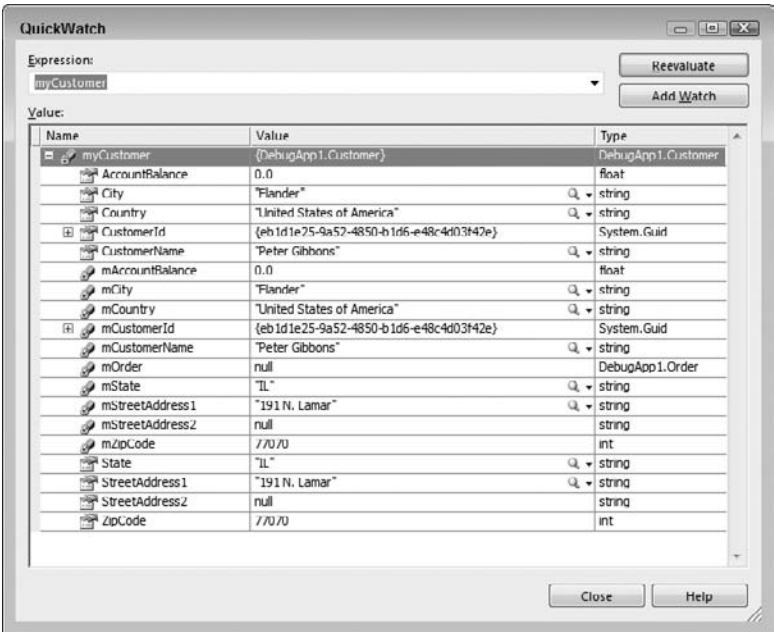 QuickWatch
Expression:
Reevaluate
myCustomer
Add Watch
Value:
Name Value Type
myCustomer {DebugApp1.Customer} DebugApp1.Customer
AccountBalance 0.0 float
City "Flander" string
Country "United States of America" string
CustomerId {eb1d1e25-9a52-4850-b1d6-e48c4d03f42e} System.Guid
CustomerName "Peter Gibbons" string
mAccountBalance 0.0 float
mCity "Flander" string
mCountry "United States of America" string
mCustomerId {eb1d1e25-9a52-4850-b1d6-e48c4d03f42e} System.Guid
mCustomerName "Peter Gibbons" string
mOrder null DebugApp1.Order
mState "IL" string
mStreetAddress1 "191 N. Lamar" string
mStreetAddress2 null string
mZipCode 77070 int
State "IL" string
StreetAddress1 "191 N. Lamar" string
StreetAddress2 null string
ZipCode 77070 int
Close Help